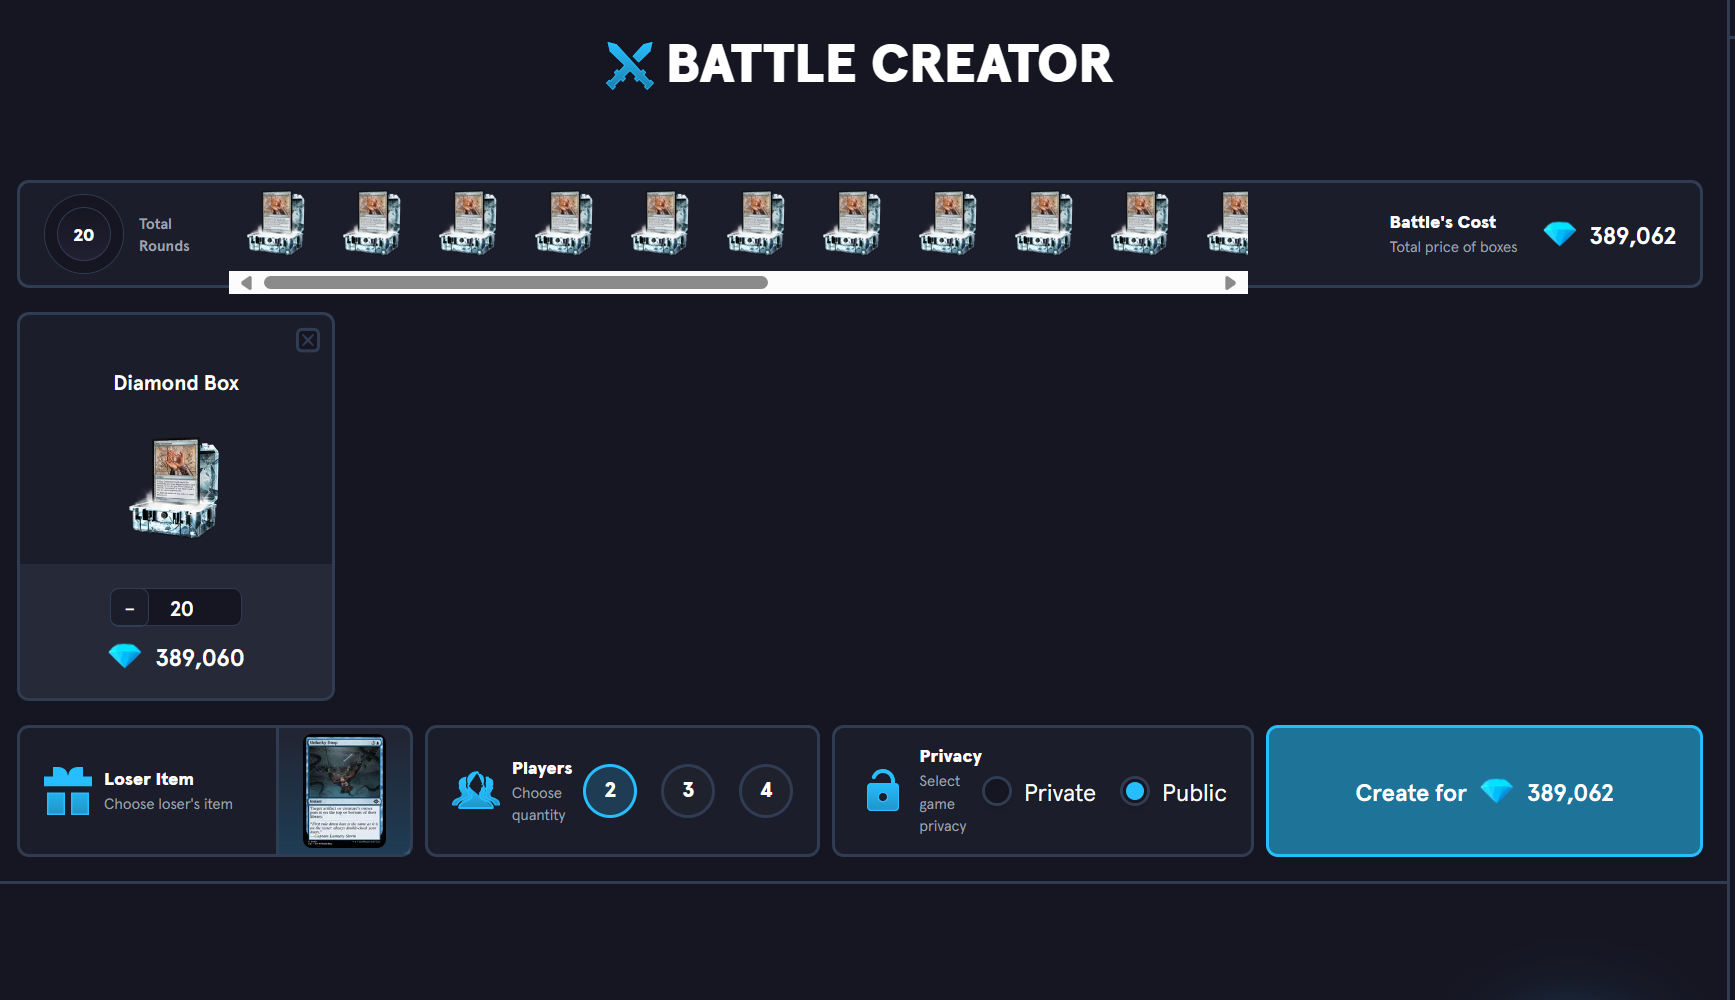 BATTLE CREATOR
20
Total
Rounds
Battle's Cost
Total price of boxes
389,062
Diamond Box
–
20
389,060
Loser Item
Choose loser's item
Unlucky Drop
Players
Choose
quantity
2
3
4
Privacy
Select
game
privacy
Private
Public
Create for
389,062